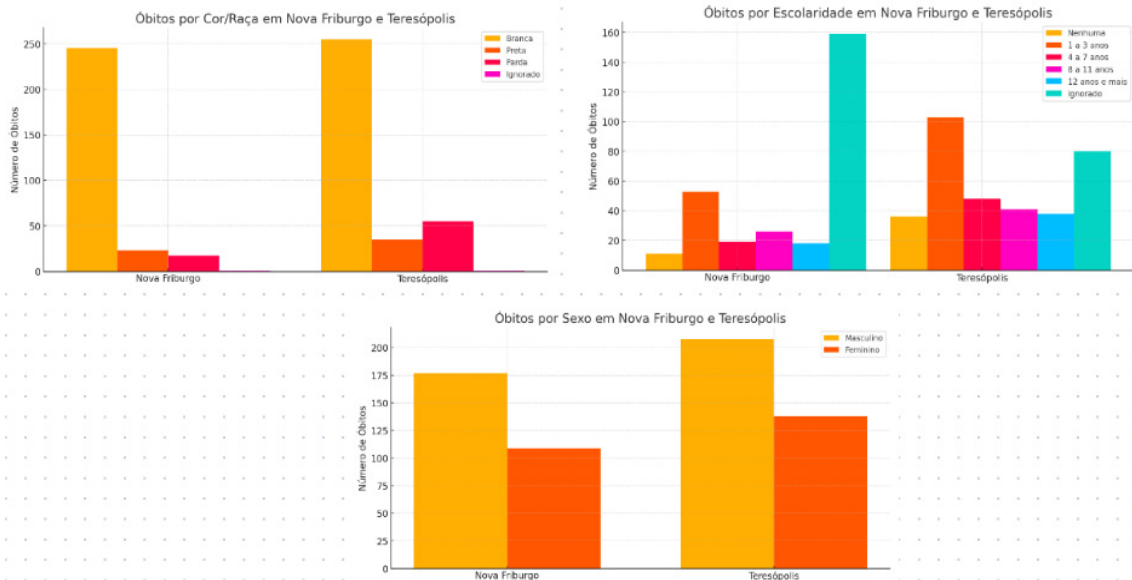 Óbitos por Cor/Raça em Nova Friburgo e Teresópolis
Número de Óbitos
250
200
150
100
50
0
Branca
Preta
Parda
Ignorado
Nova Friburgo
Teresópolis
Óbitos por Escolaridade em Nova Friburgo e Teresópolis
Número de Óbitos
160
140
120
100
80
60
40
20
0
Nenhuma
1 a 3 anos
4 a 7 anos
8 a 11 anos
12 anos e mais
Ignorado
Nova Friburgo
Teresópolis
Óbitos por Sexo em Nova Friburgo e Teresópolis
Número de Óbitos
200
175
150
125
100
75
50
25
0
Masculino
Feminino
Nova Friburgo
Teresópolis